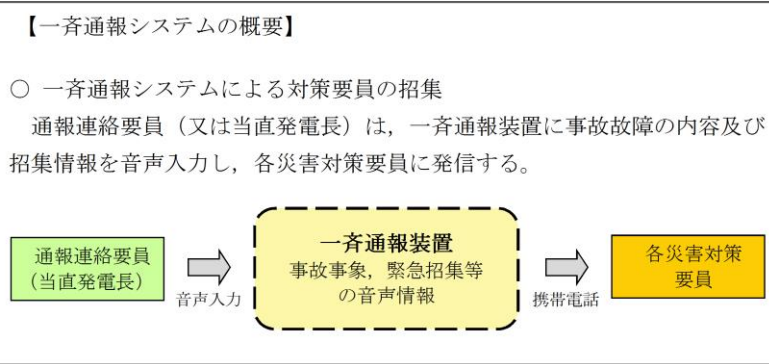 【一斉通報システムの概要】
○ 一斉通報システムによる対策要員の招集
通報連絡要員（又は当直発電長）は，一斉通報装置に事故故障の内容及び
招集情報を音声入力し，各災害対策要員に発信する。
通報連絡要員
（当直発電長）
音声入力
一斉通報装置
事故事象，緊急招集等
の音声情報
携帯電話
各災害対策
要員